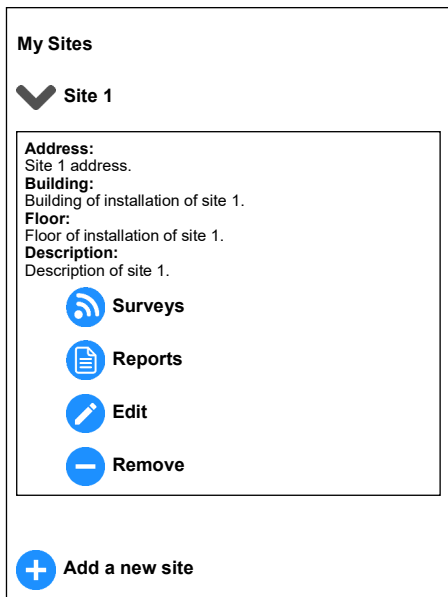 My Sites
Site 1
Address:
Site 1 address.
Building:
Building of installation of site 1.
Floor:
Floor of installation of site 1.
Description:
Description of site 1.
Surveys
Reports
Edit
Remove
Add a new site